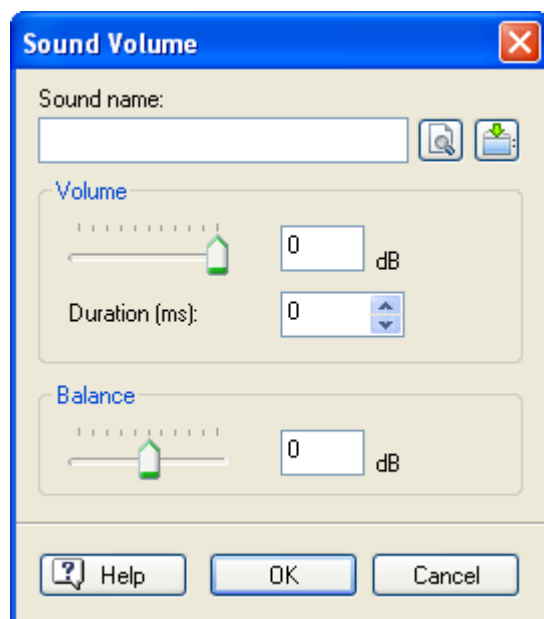 Sound Volume
Sound name:
Volume
0 dB
Duration (ms): 0
Balance
0 dB
Help OK Cancel